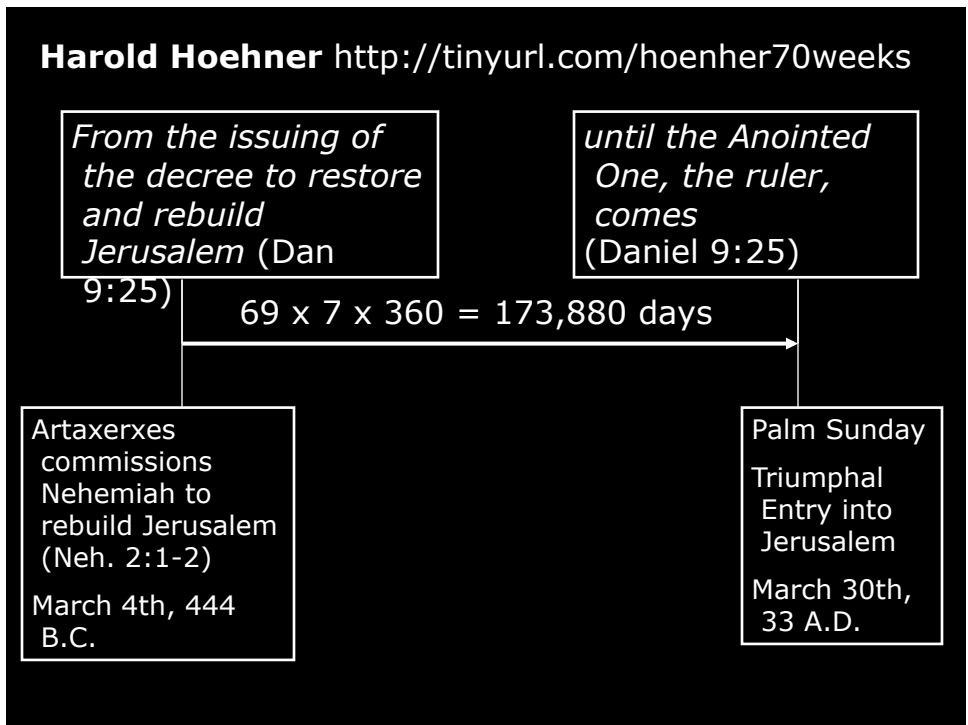 Harold Hoehner http://tinyurl.com/hoenher70weeks
From the issuing of
the decree to restore
and rebuild
Jerusalem (Dan
9:25)
until the Anointed
One, the ruler,
comes
(Daniel 9:25)
69 x 7 x 360 = 173,880 days
Artaxerxes
commissions
Nehemiah to
rebuild Jerusalem
(Neh. 2:1-2)
March 4th, 444
B.C.
Palm Sunday
Triumphal
Entry into
Jerusalem
March 30th,
33 A.D.